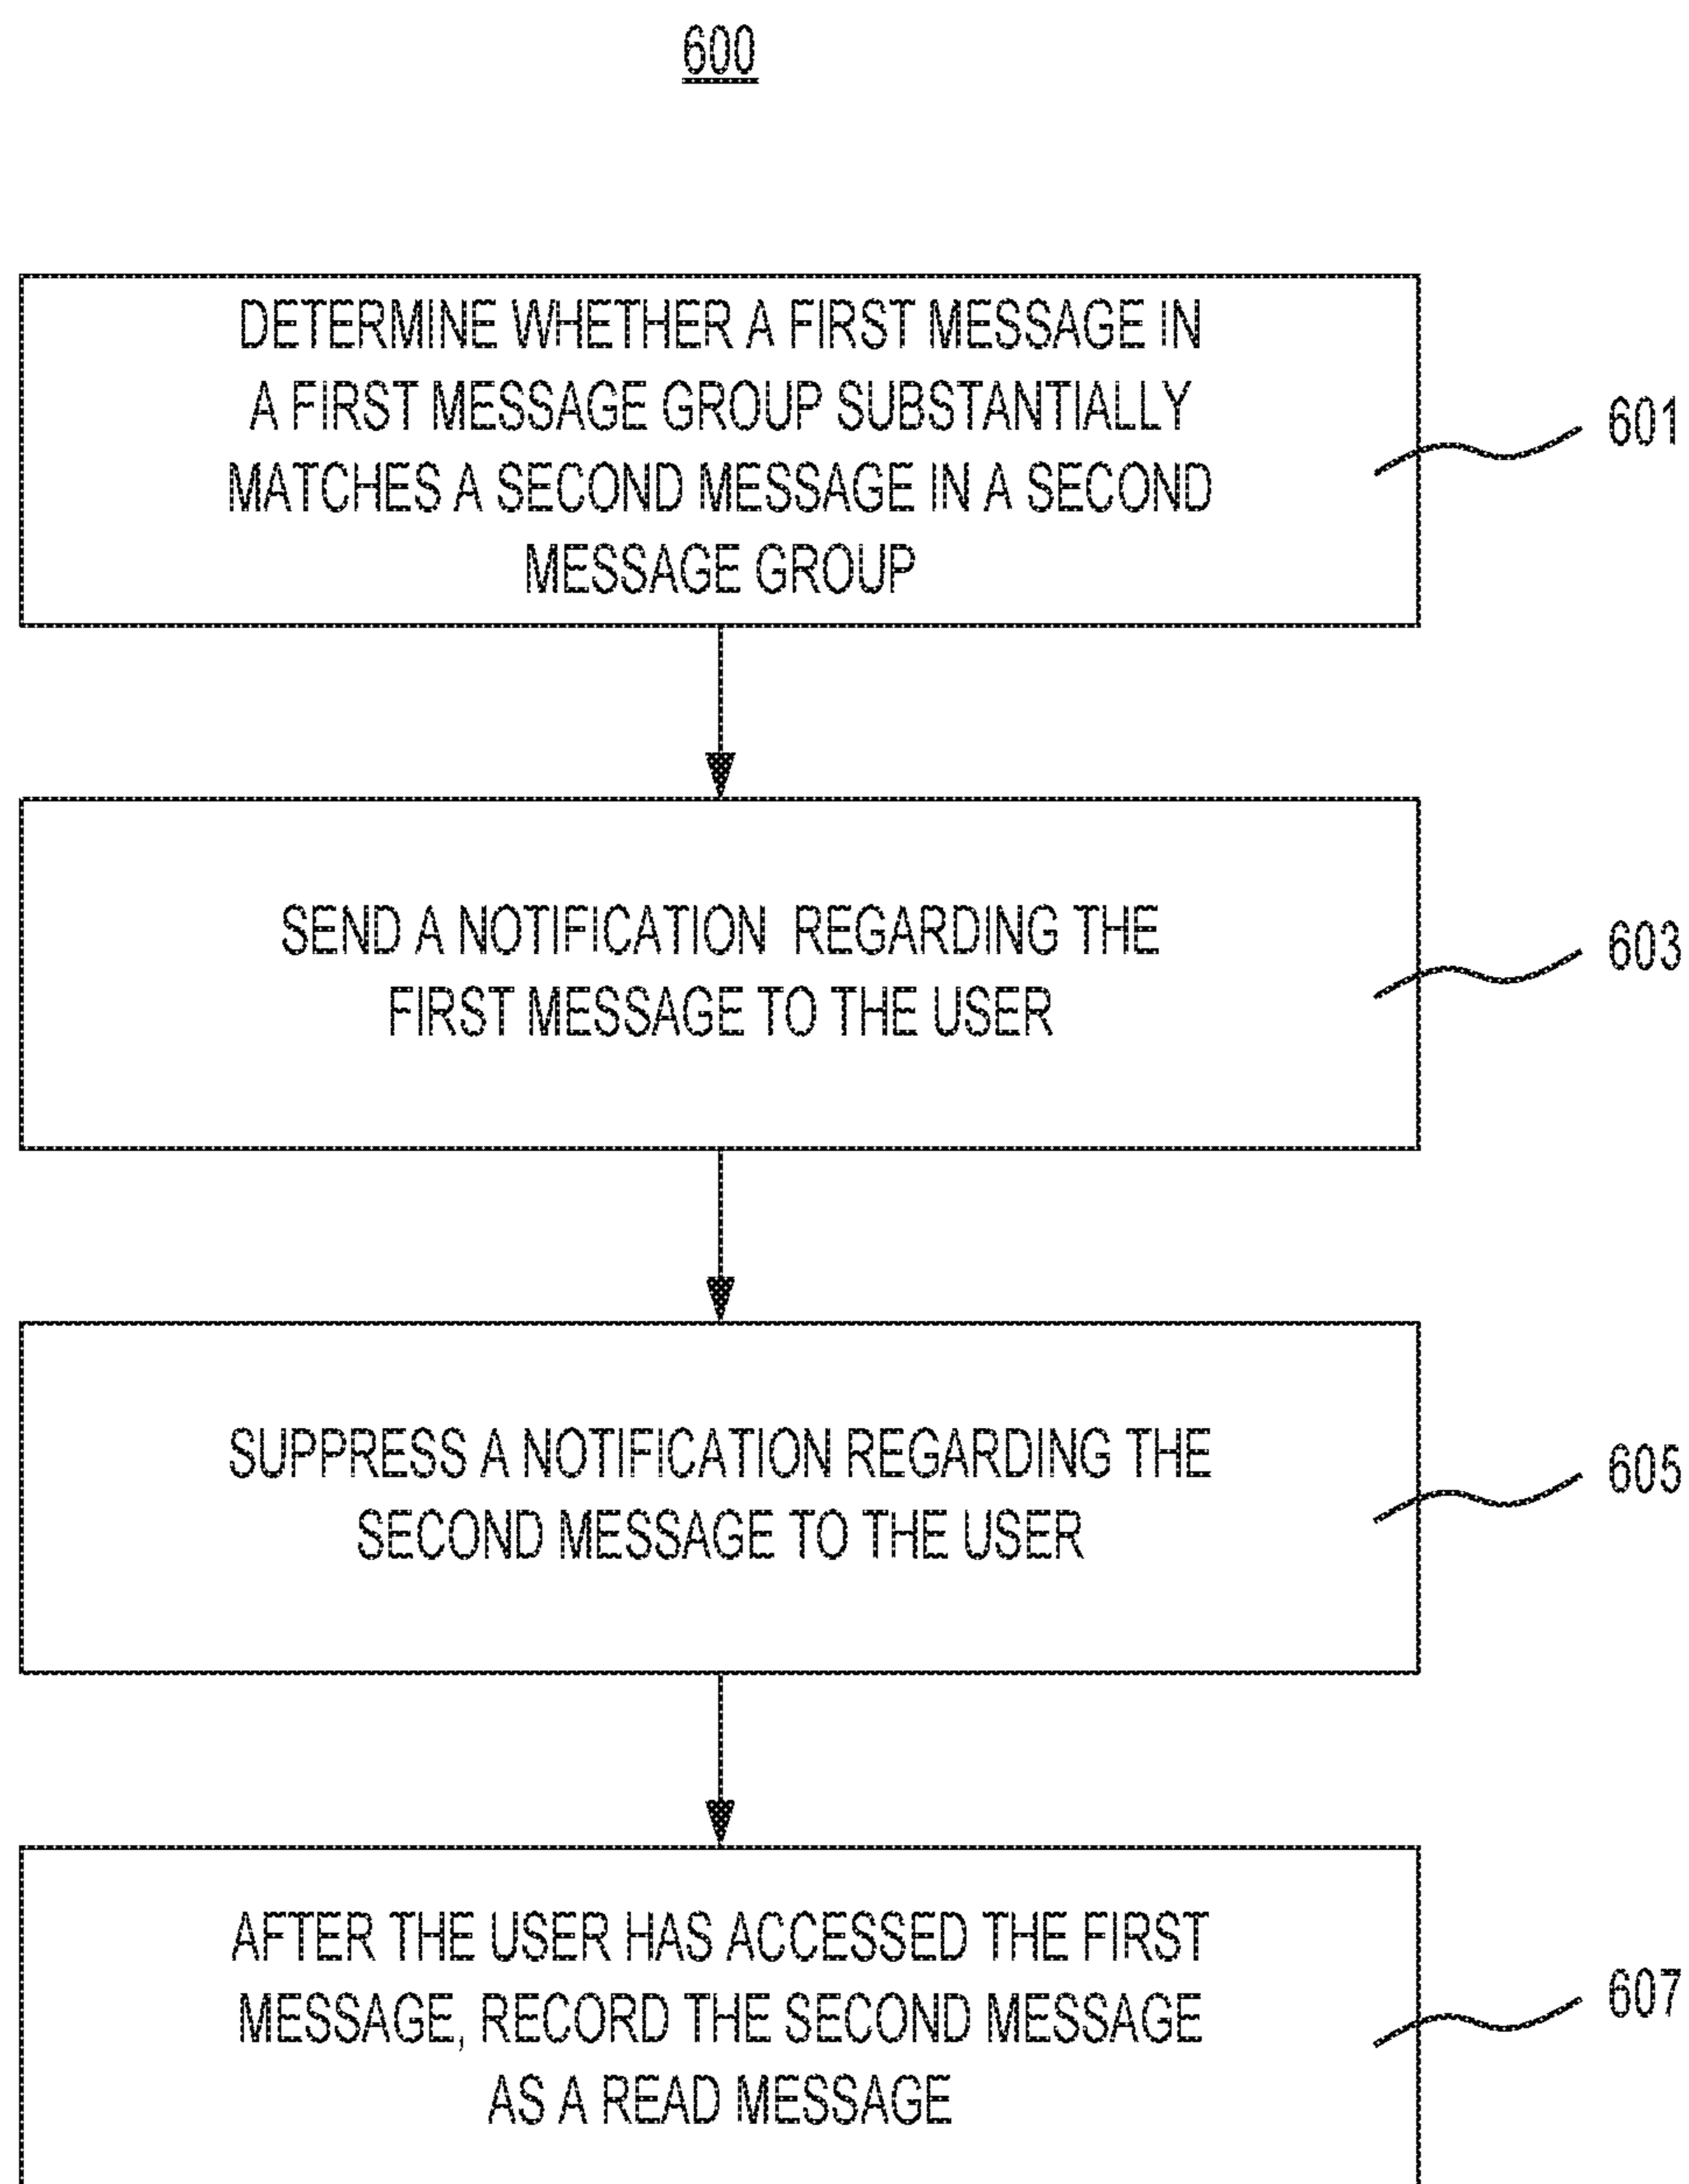 600
DETERMINE WHETHER A FIRST MESSAGE IN
A FIRST MESSAGE GROUP SUBSTANTIALLY
MATCHES A SECOND MESSAGE IN A SECOND
MESSAGE GROUP
601
SEND A NOTIFICATION REGARDING THE
FIRST MESSAGE TO THE USER
603
SUPPRESS A NOTIFICATION REGARDING THE
SECOND MESSAGE TO THE USER
605
AFTER THE USER HAS ACCESSED THE FIRST
MESSAGE, RECORD THE SECOND MESSAGE
AS A READ MESSAGE
607